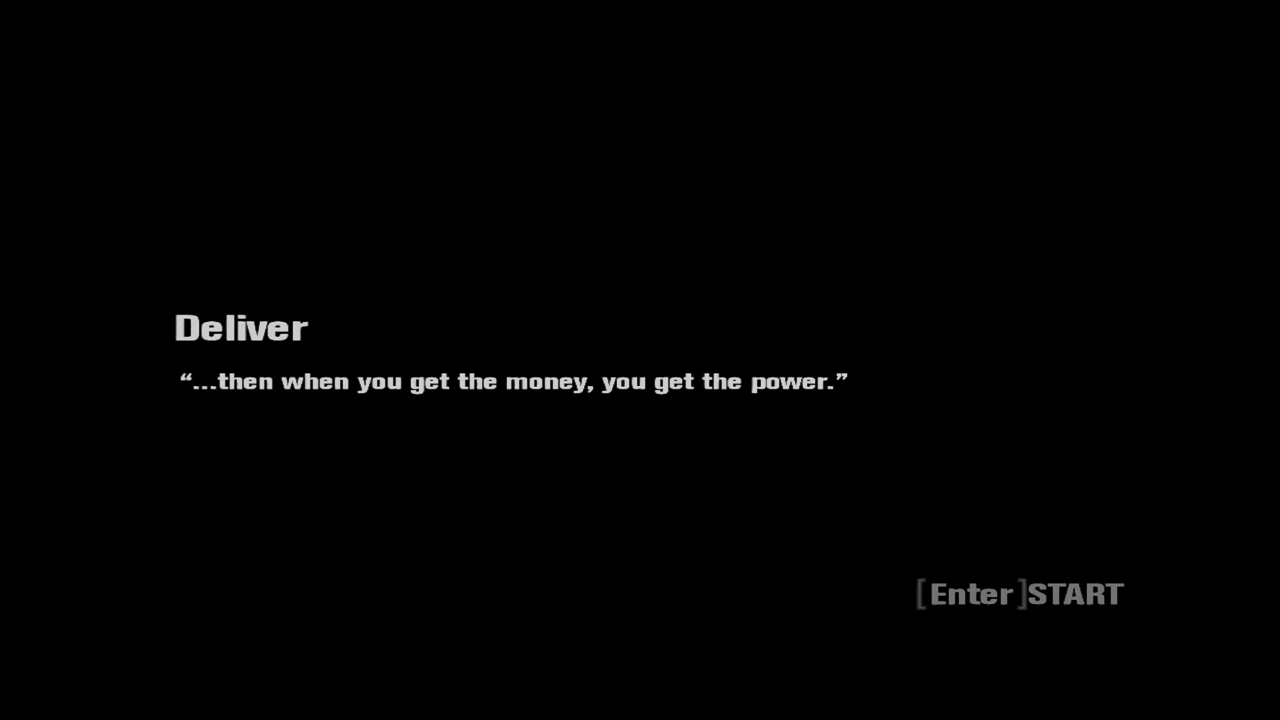 Deliver
“...then when you get the money, you get the power.”
[Enter]START